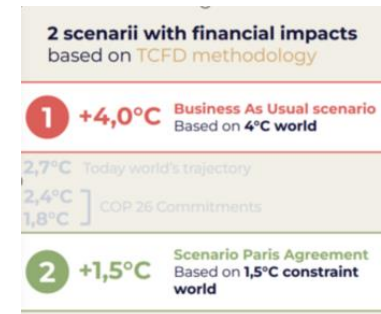 2 scenarii with financial impacts
based on TCFD methodology
1 +4,0°C Business As Usual scenario
Based on 4°C world
2,7°C Today world's trajectory
2,4°C
1,8°C ] COP 26 Commitments
2 +1,5°C Scenario Paris Agreement
Based on 1,5°C constraint
world